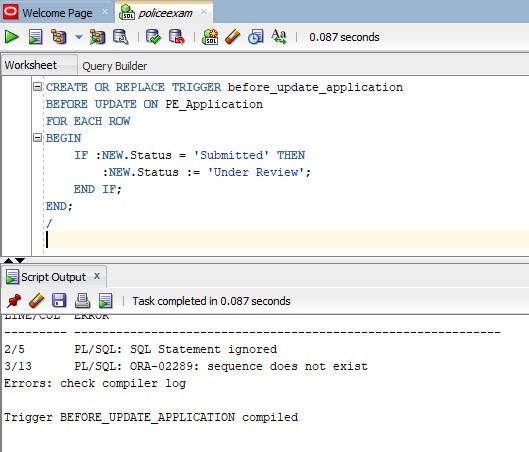 Welcome Page
policeexam
0.087 seconds
Worksheet
Query Builder
CREATE OR REPLACE TRIGGER before_update_application
BEFORE UPDATE ON PE_Application
FOR EACH ROW
BEGIN
IF :NEW.Status = 'Submitted' THEN
:NEW.Status := 'Under Review';
END IF;
END;
/
Script Output
Task completed in 0.087 seconds
LINE/COL ERROR
--------- -------------------------------------------------------------
2/5 PL/SQL: SQL Statement ignored
3/13 PL/SQL: ORA-02289: sequence does not exist
Errors: check compiler log
Trigger BEFORE_UPDATE_APPLICATION compiled